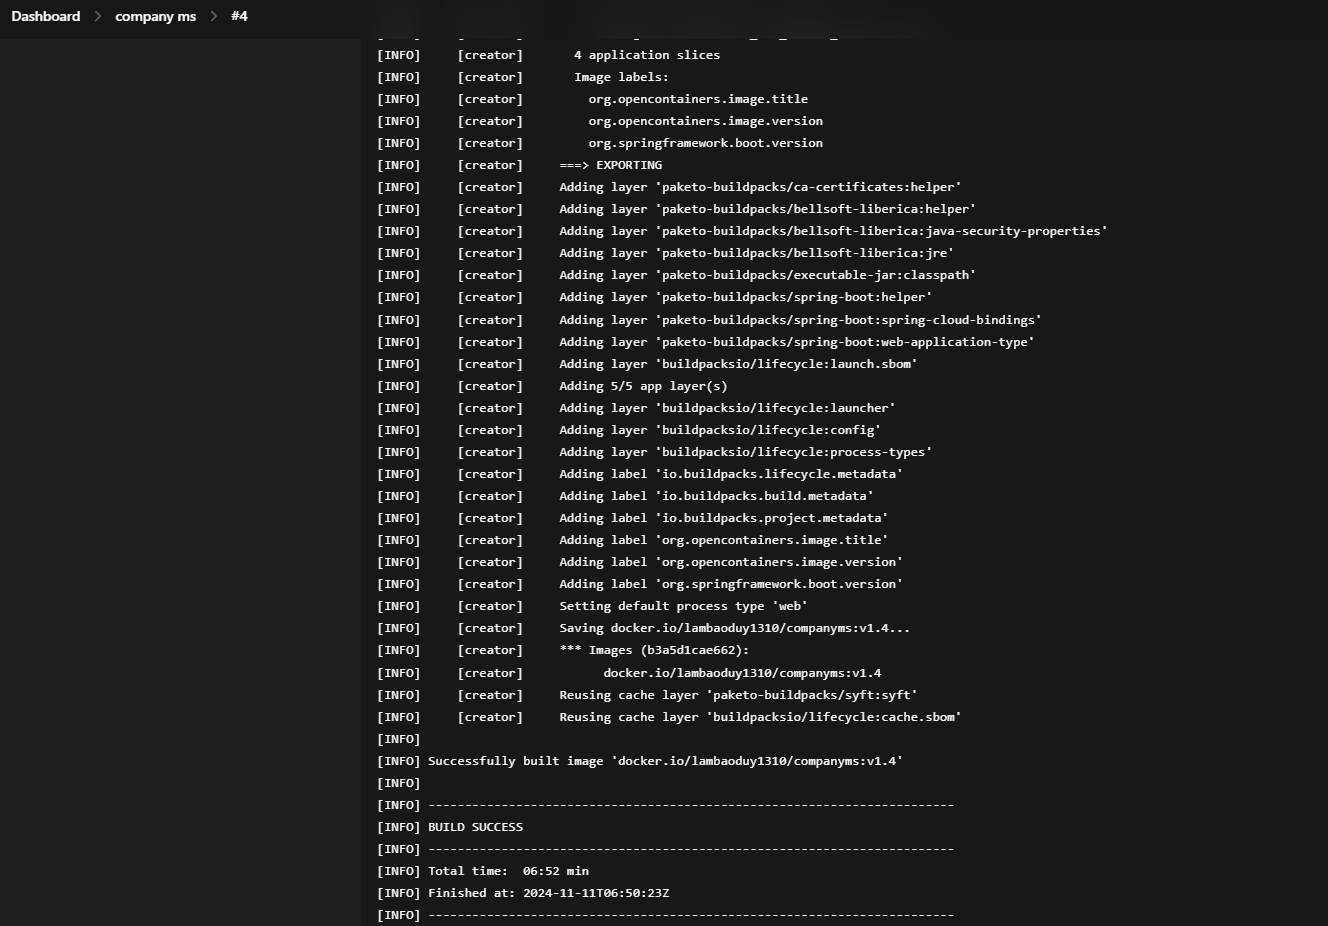 Dashboard > company ms > #4
[INFO] [creator] 4 application slices
[INFO] [creator] Image labels:
[INFO] [creator] org.opencontainers.image.title
[INFO] [creator] org.opencontainers.image.version
[INFO] [creator] org.springframework.boot.version
[INFO] [creator] ===> EXPORTING
[INFO] [creator] Adding layer 'paketo-buildpacks/ca-certificates:helper'
[INFO] [creator] Adding layer 'paketo-buildpacks/bellsoft-liberica:helper'
[INFO] [creator] Adding layer 'paketo-buildpacks/bellsoft-liberica:java-security-properties'
[INFO] [creator] Adding layer 'paketo-buildpacks/bellsoft-liberica:jre'
[INFO] [creator] Adding layer 'paketo-buildpacks/executable-jar:classpath'
[INFO] [creator] Adding layer 'paketo-buildpacks/spring-boot:helper'
[INFO] [creator] Adding layer 'paketo-buildpacks/spring-boot:spring-cloud-bindings'
[INFO] [creator] Adding layer 'paketo-buildpacks/spring-boot:web-application-type'
[INFO] [creator] Adding layer 'buildpacksio/lifecycle:launch.sbom'
[INFO] [creator] Adding 5/5 app layer(s)
[INFO] [creator] Adding layer 'buildpacksio/lifecycle:launcher'
[INFO] [creator] Adding layer 'buildpacksio/lifecycle:config'
[INFO] [creator] Adding layer 'buildpacksio/lifecycle:process-types'
[INFO] [creator] Adding label 'io.buildpacks.lifecycle.metadata'
[INFO] [creator] Adding label 'io.buildpacks.build.metadata'
[INFO] [creator] Adding label 'io.buildpacks.project.metadata'
[INFO] [creator] Adding label 'org.opencontainers.image.title'
[INFO] [creator] Adding label 'org.opencontainers.image.version'
[INFO] [creator] Adding label 'org.springframework.boot.version'
[INFO] [creator] Setting default process type 'web'
[INFO] [creator] Saving docker.io/lambaoduy1310/companyms:v1.4...
[INFO] [creator] *** Images (b3a5d1cae662):
[INFO] [creator] docker.io/lambaoduy1310/companyms:v1.4
[INFO] [creator] Reusing cache layer 'paketo-buildpacks/syft:syft'
[INFO] [creator] Reusing cache layer 'buildpacksio/lifecycle:cache.sbom'
[INFO]
[INFO] Successfully built image 'docker.io/lambaoduy1310/companyms:v1.4'
[INFO]
[INFO] ------------------------------------------------------------------------
[INFO] BUILD SUCCESS
[INFO] ------------------------------------------------------------------------
[INFO] Total time:  06:52 min
[INFO] Finished at: 2024-11-11T06:50:23Z
[INFO] ------------------------------------------------------------------------